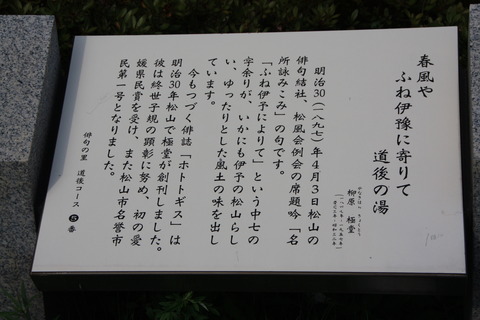 春風や
ふね伊豫に寄りて
道後の湯
柳原 極堂
明治30(一八九七)年4月3日松山の
俳句結社、松風会例会の席題吟「名
所詠みこみ」の句です。
「ふね伊予によりて」という中七の
字余りが、いかにも伊予の松山らし
い、ゆったりとした風土の味を出し
ています。
今もつづく俳誌「ホトトギス」は
明治30年松山で極堂が創刊しました。
彼は終世子規の顕彰に努め、初の愛
媛県民賞を受け、また松山市名誉市
民第一号となりました。
俳句の里 道後コース
番